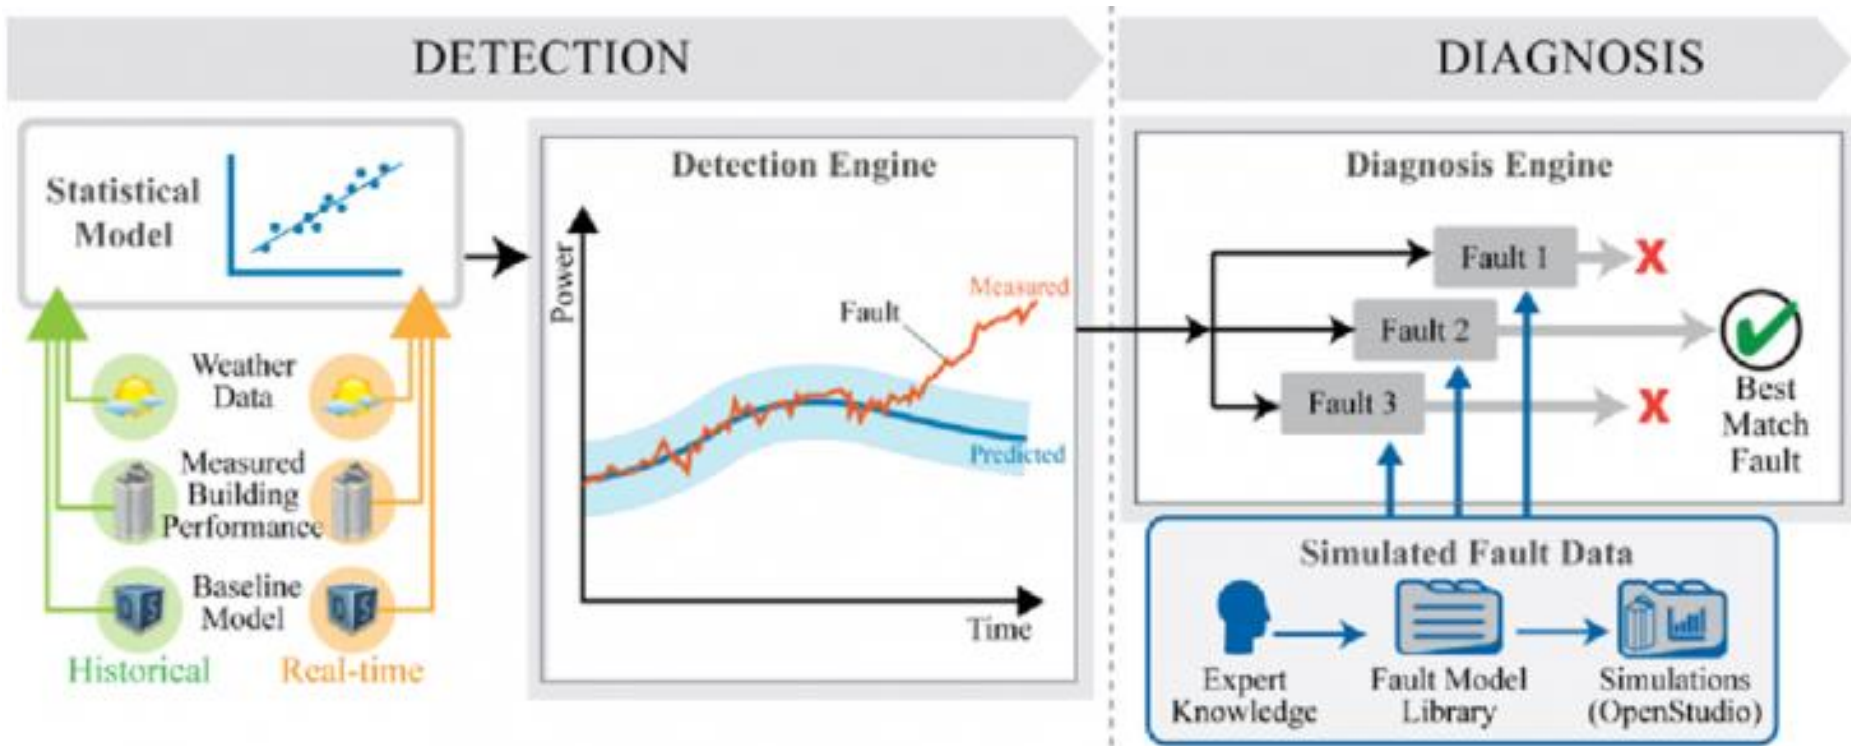 DETECTION
DIAGNOSIS
Statistical
Model
Weather
Data
Measured
Building
Performance
Baseline
Model
Historical
Real-time
Detection Engine
Power
Fault
Measured
Predicted
Time
Diagnosis Engine
Fault 1
X
Fault 2
Fault 3
X
Best
Match
Fault
Simulated Fault Data
Expert
Knowledge
Fault Model
Library
Simulations
(OpenStudio)